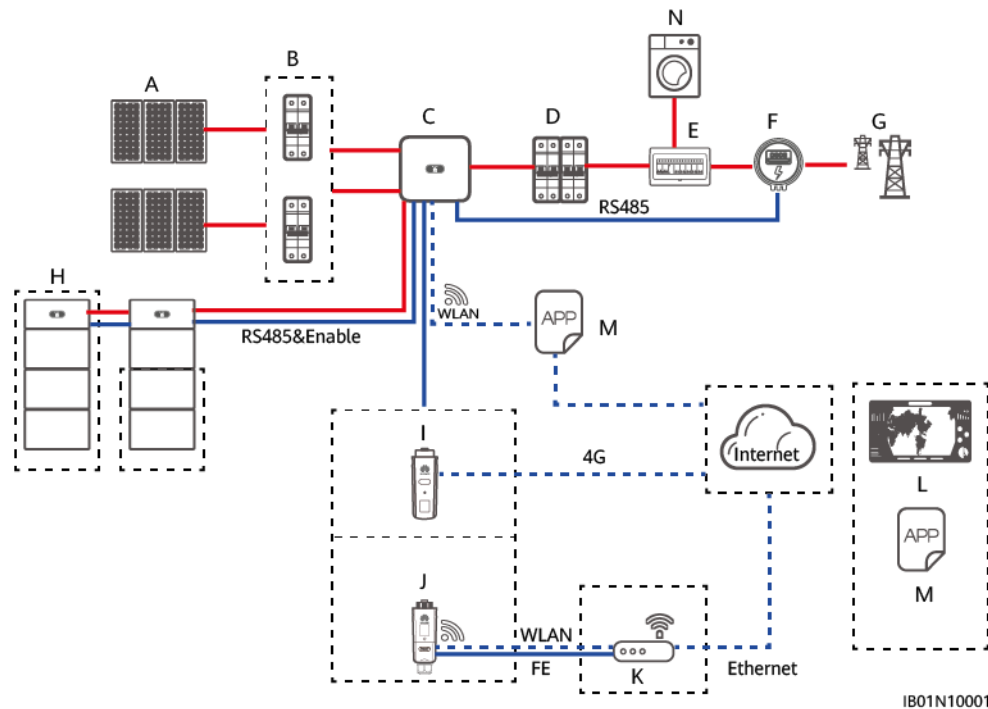 N
A
B
C
D
E
F
G
RS485
H
WLAN
APP
M
RS485&Enable
I
4G
Internet
L
APP
M
J
WLAN
FE
K
Ethernet
IB01N10001